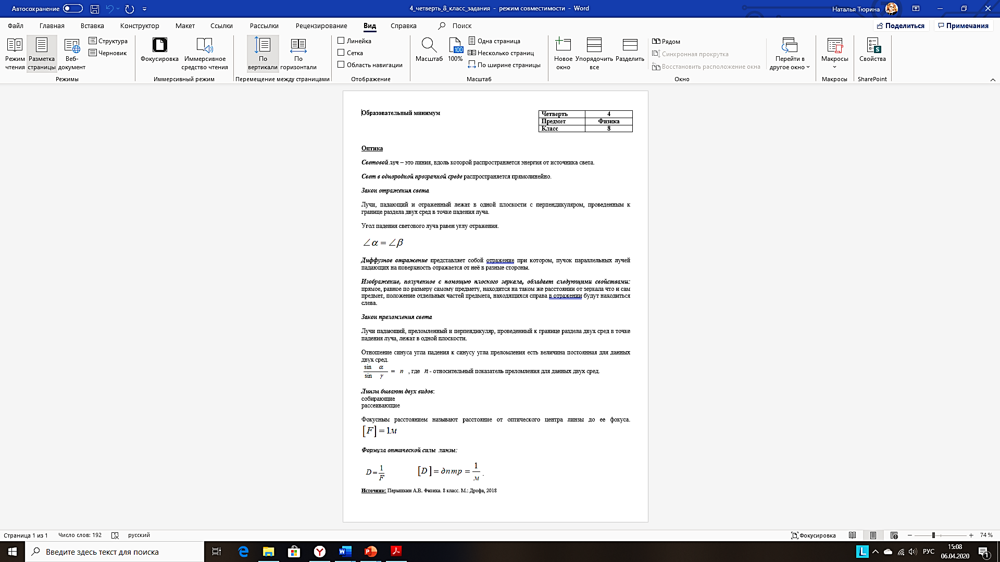 Автосохранение
4_четверть_8_класс_задания - режим совместимости - Word
Наталья Тюрина
Файл Главная Вставка Конструктор Макет Ссылки Рассылки Рецензирование Вид Справка Поиск
Поделиться Примечания
Режим чтения
Разметка страницы
Веб-документ
Структура
Черновик
Режимы
Фокусировка
Иммерсивное средство чтения
Иммерсивный режим
По вертикали
По горизонтали
Перемещение между страницами
Линейка
Сетка
Область навигации
Отображение
Масштаб
100
100%
Одна страница
Несколько страниц
По ширине страницы
Масштаб
Новое окно
Упорядочить все
Разделить
Рядом
Синхронная прокрутка
Восстановить расположение окна
Перейти в другое окно
Окно
Макросы
Макросы
Свойства
SharePoint
Образовательный минимум
Четверть 4
Предмет Физика
Класс 8
Оптика
Световой луч – это линия, вдоль которой распространяется энергия от источника света.
Свет в однородной прозрачной среде распространяется прямолинейно.
Закон отражения света
Лучи, падающий и отраженный лежат в одной плоскости с перпендикуляром, проведенным к
границе раздела двух сред в точке падения луча.
Угол падения светового луча равен углу отражения.
∠α = ∠β
Диффузное отражение представляет собой отражение при котором, пучок параллельных лучей
падающих на поверхность отражается от неё в разные стороны.
Изображение, полученное с помощью плоского зеркала, обладает следующими свойствами:
прямое, равное по размеру самому предмету, находится на таком же расстоянии от зеркала что и сам
предмет, положение отдельных частей предмета, находящихся справа в отражении будут находиться
слева.
Закон преломления света
Лучи падающий, преломленный и перпендикуляр, проведенный к границе раздела двух сред в точке
падения луча, лежат в одной плоскости.
Отношение синуса угла падения к синусу угла преломления есть величина постоянная для данных
двух сред.
sin α / sin γ = n , где n - относительный показатель преломления для данных двух сред.
Линзы бывают двух видов:
собирающие
рассеивающие
Фокусным расстоянием называют расстояние от оптического центра линзы до ее фокуса.
[F] = 1м
Формула оптической силы линзы:
D = 1/F [D] = дптр = 1/м .
Источник: Перышкин А.В. Физика. 8 класс. М.: Дрофа, 2018
Страница 1 из 1 Число слов: 192 русский
Фокусировка
74 %
Введите здесь текст для поиска
РУС
15:08
06.04.2020
1